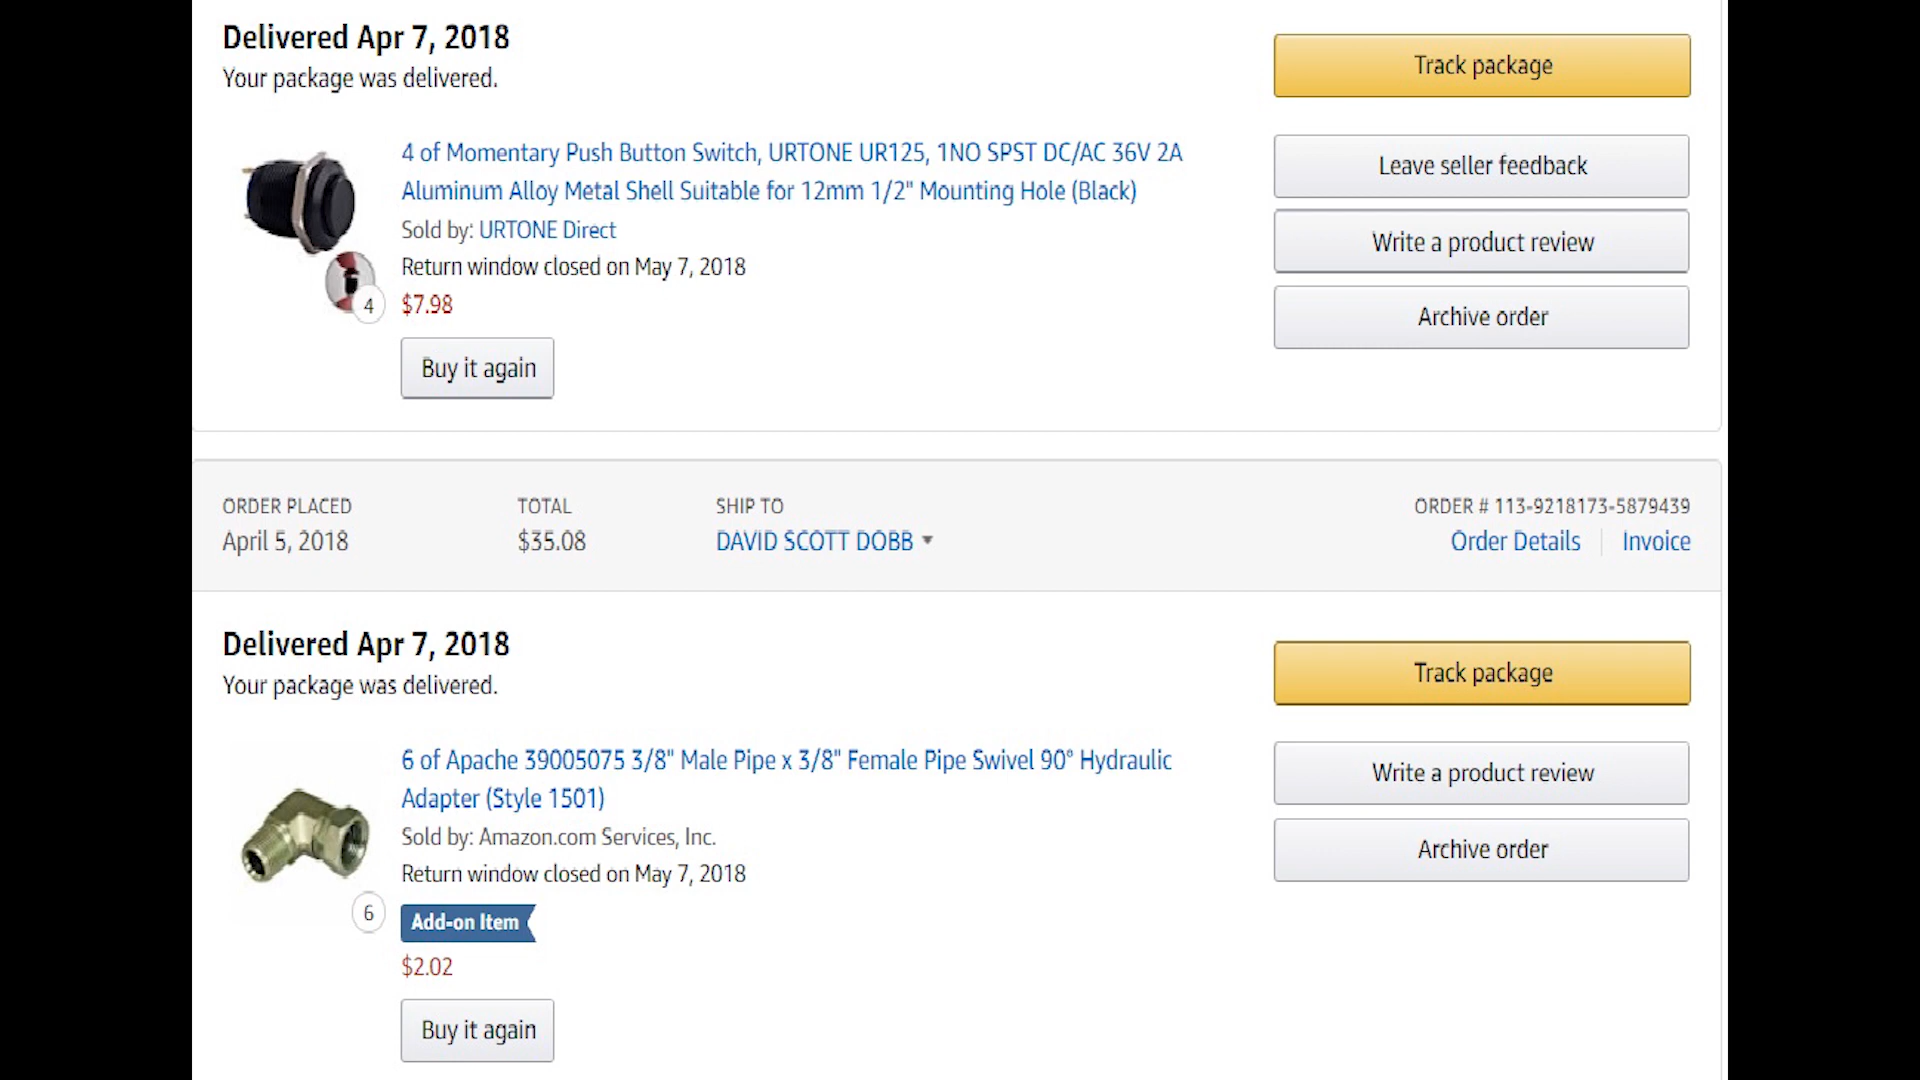 Delivered Apr 7, 2018
Track package
Your package was delivered.
4 of Momentary Push Button Switch, URTONE UR125, 1NO SPST DC/AC 36V 2A
Aluminum Alloy Metal Shell Suitable for 12mm 1/2" Mounting Hole (Black)
Sold by: URTONE Direct
Return window closed on May 7, 2018
4
$7.98
Buy it again
Leave seller feedback
Write a product review
Archive order
ORDER PLACED
April 5, 2018
TOTAL
$35.08
SHIP TO
DAVID SCOTT DOBB
ORDER # 113-9218173-5879439
Order Details
Invoice
Delivered Apr 7, 2018
Your package was delivered.
Track package
6 of Apache 39005075 3/8" Male Pipe x 3/8" Female Pipe Swivel 90° Hydraulic
Adapter (Style 1501)
Sold by: Amazon.com Services, Inc.
Return window closed on May 7, 2018
6
Add-on Item
$2.02
Buy it again
Write a product review
Archive order